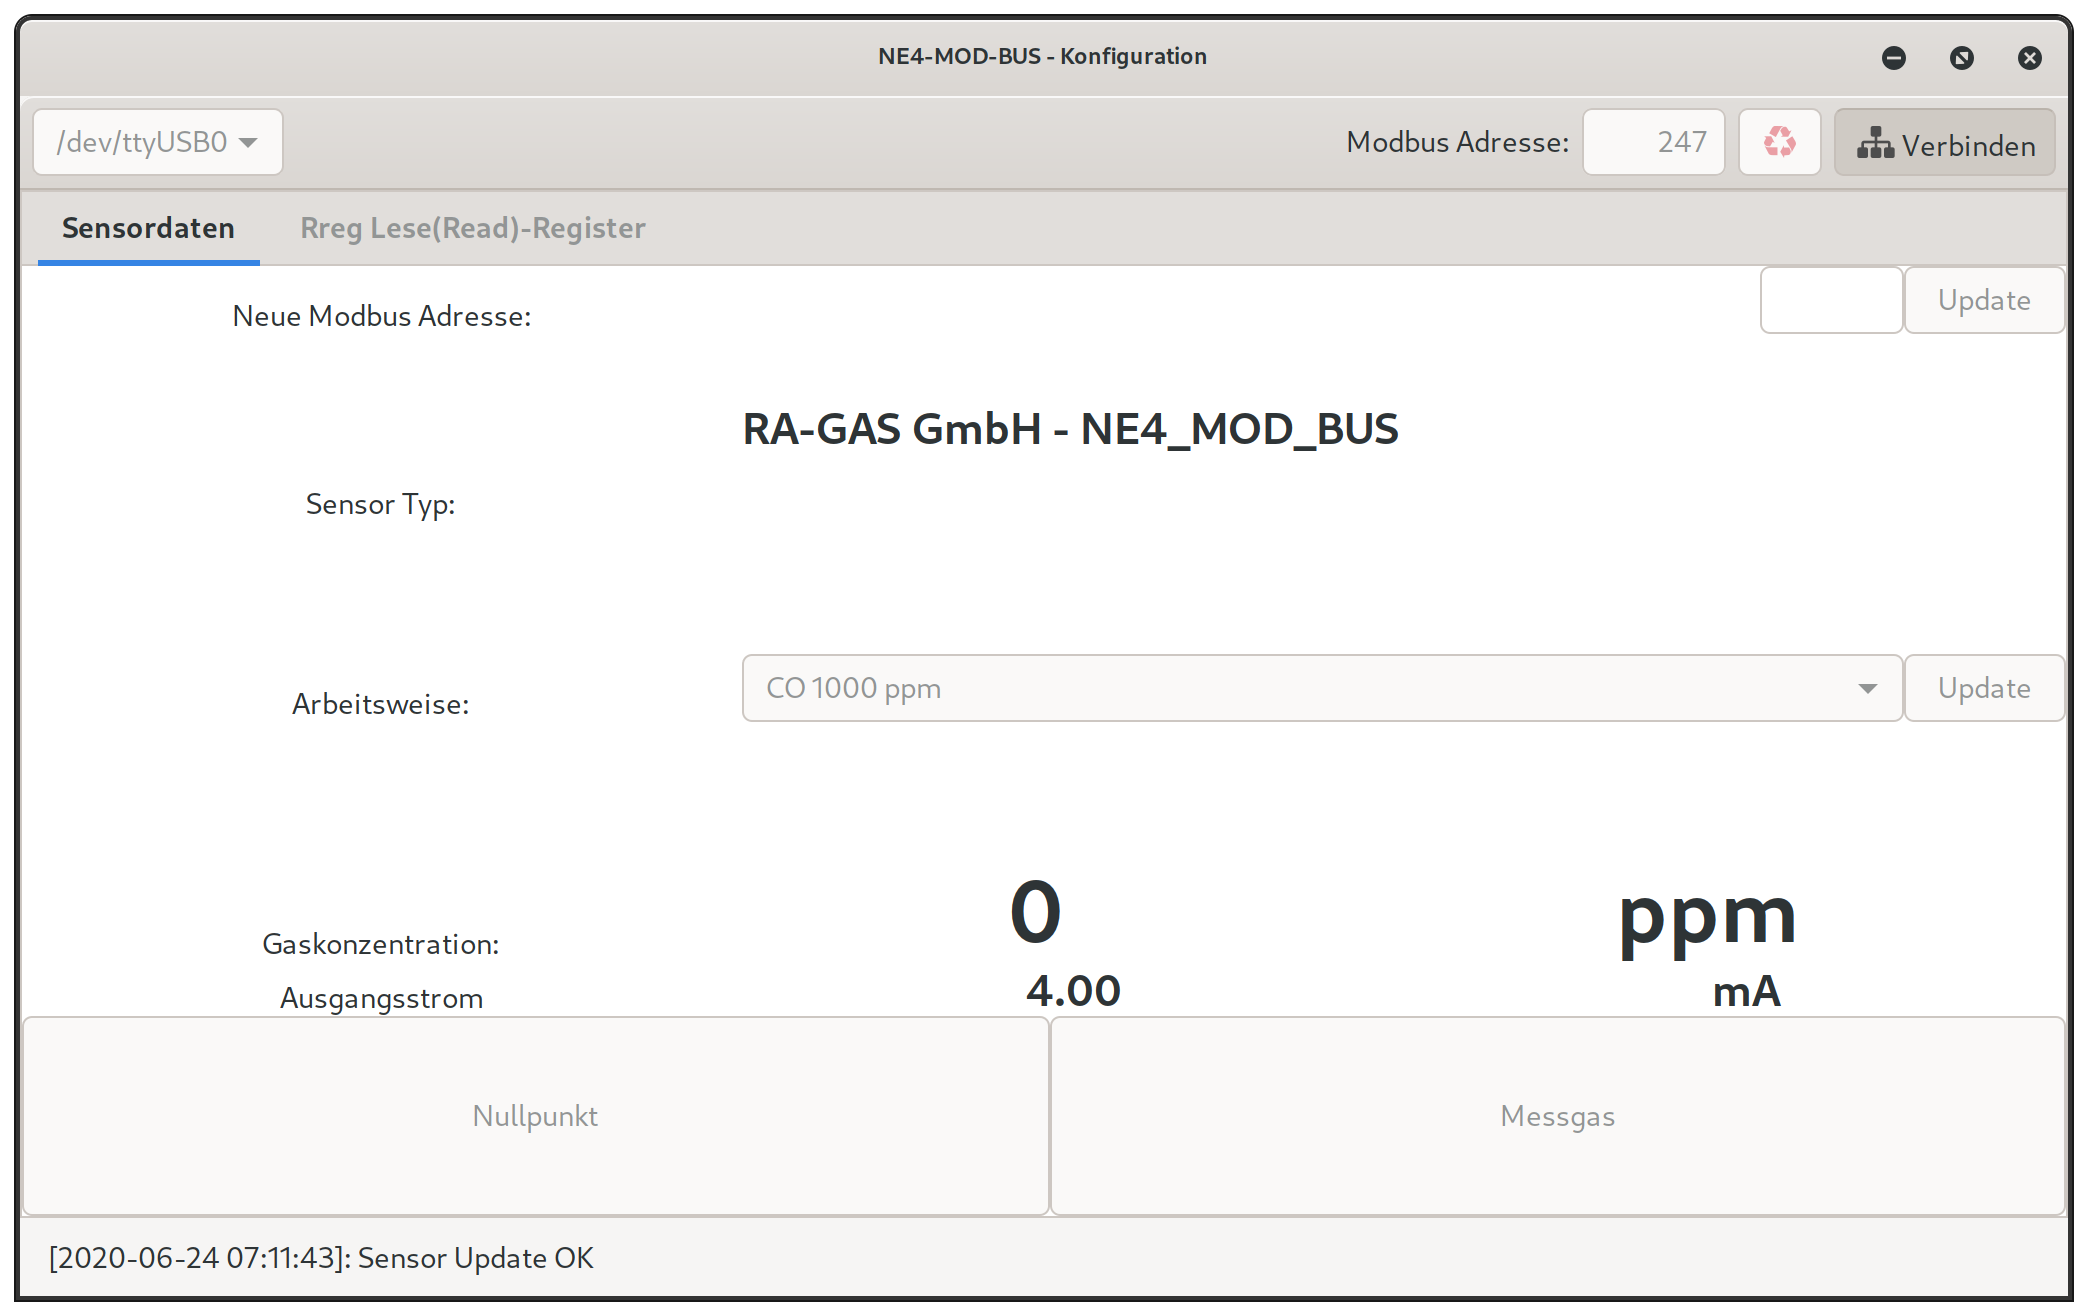 NE4-MOD-BUS - Konfiguration
/dev/ttyUSB0 Modbus Adresse: 247 Verbinden
Sensordaten Rreg Lese(Read)-Register
Neue Modbus Adresse: Update
RA-GAS GmbH - NE4_MOD_BUS
Sensor Typ:
Arbeitsweise: CO 1000 ppm Update
Gaskonzentration: 0 ppm
Ausgangsstrom 4.00 mA
Nullpunkt Messgas
[2020-06-24 07:11:43]: Sensor Update OK